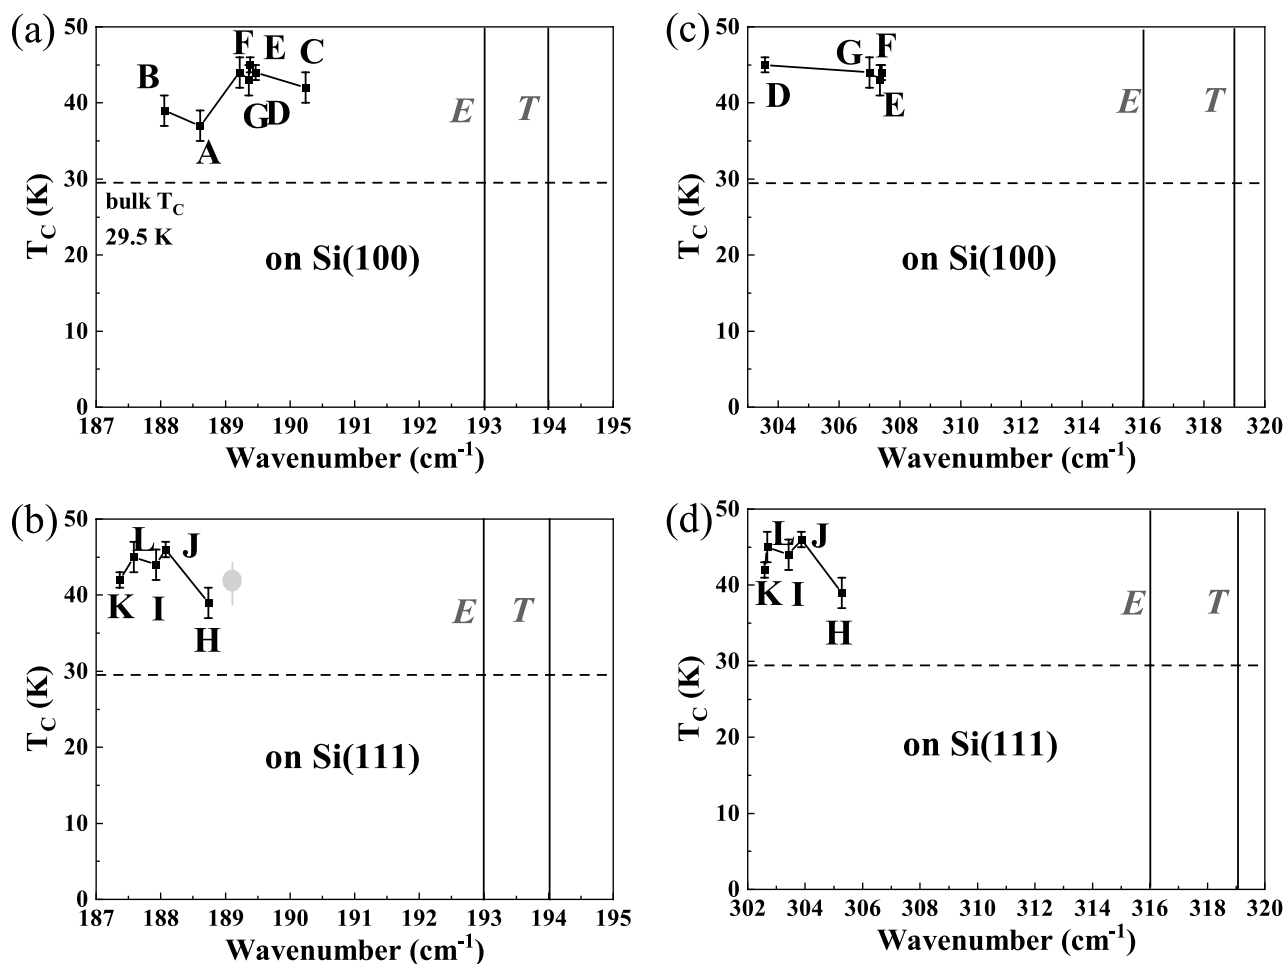 (a)
50
40
30
20
10
0
T_C (K)
B
A
F
E
C
G
D
E
T
bulk T_C
29.5 K
on Si(100)
187 188 189 190 191 192 193 194 195
Wavenumber (cm⁻¹)
(c)
50
40
30
20
10
0
T_C (K)
D
G
F
E
E
T
on Si(100)
304 306 308 310 312 314 316 318 320
Wavenumber (cm⁻¹)
(b)
50
40
30
20
10
0
T_C (K)
L
J
K
I
H
E
T
on Si(111)
187 188 189 190 191 192 193 194 195
Wavenumber (cm⁻¹)
(d)
50
40
30
20
10
0
T_C (K)
L
J
K
I
H
E
T
on Si(111)
302 304 306 308 310 312 314 316 318 320
Wavenumber (cm⁻¹)